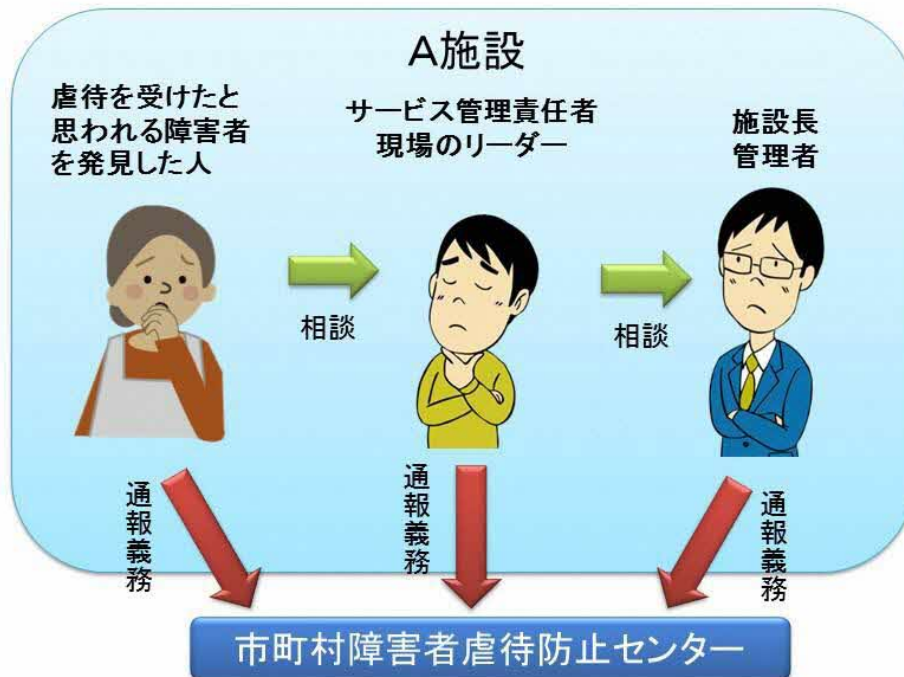 A施設
虐待を受けたと
思われる障害者
を発見した人
サービス管理責任者
現場のリーダー
施設長
管理者
相談
相談
通報義務
通報義務
通報義務
市町村障害者虐待防止センター